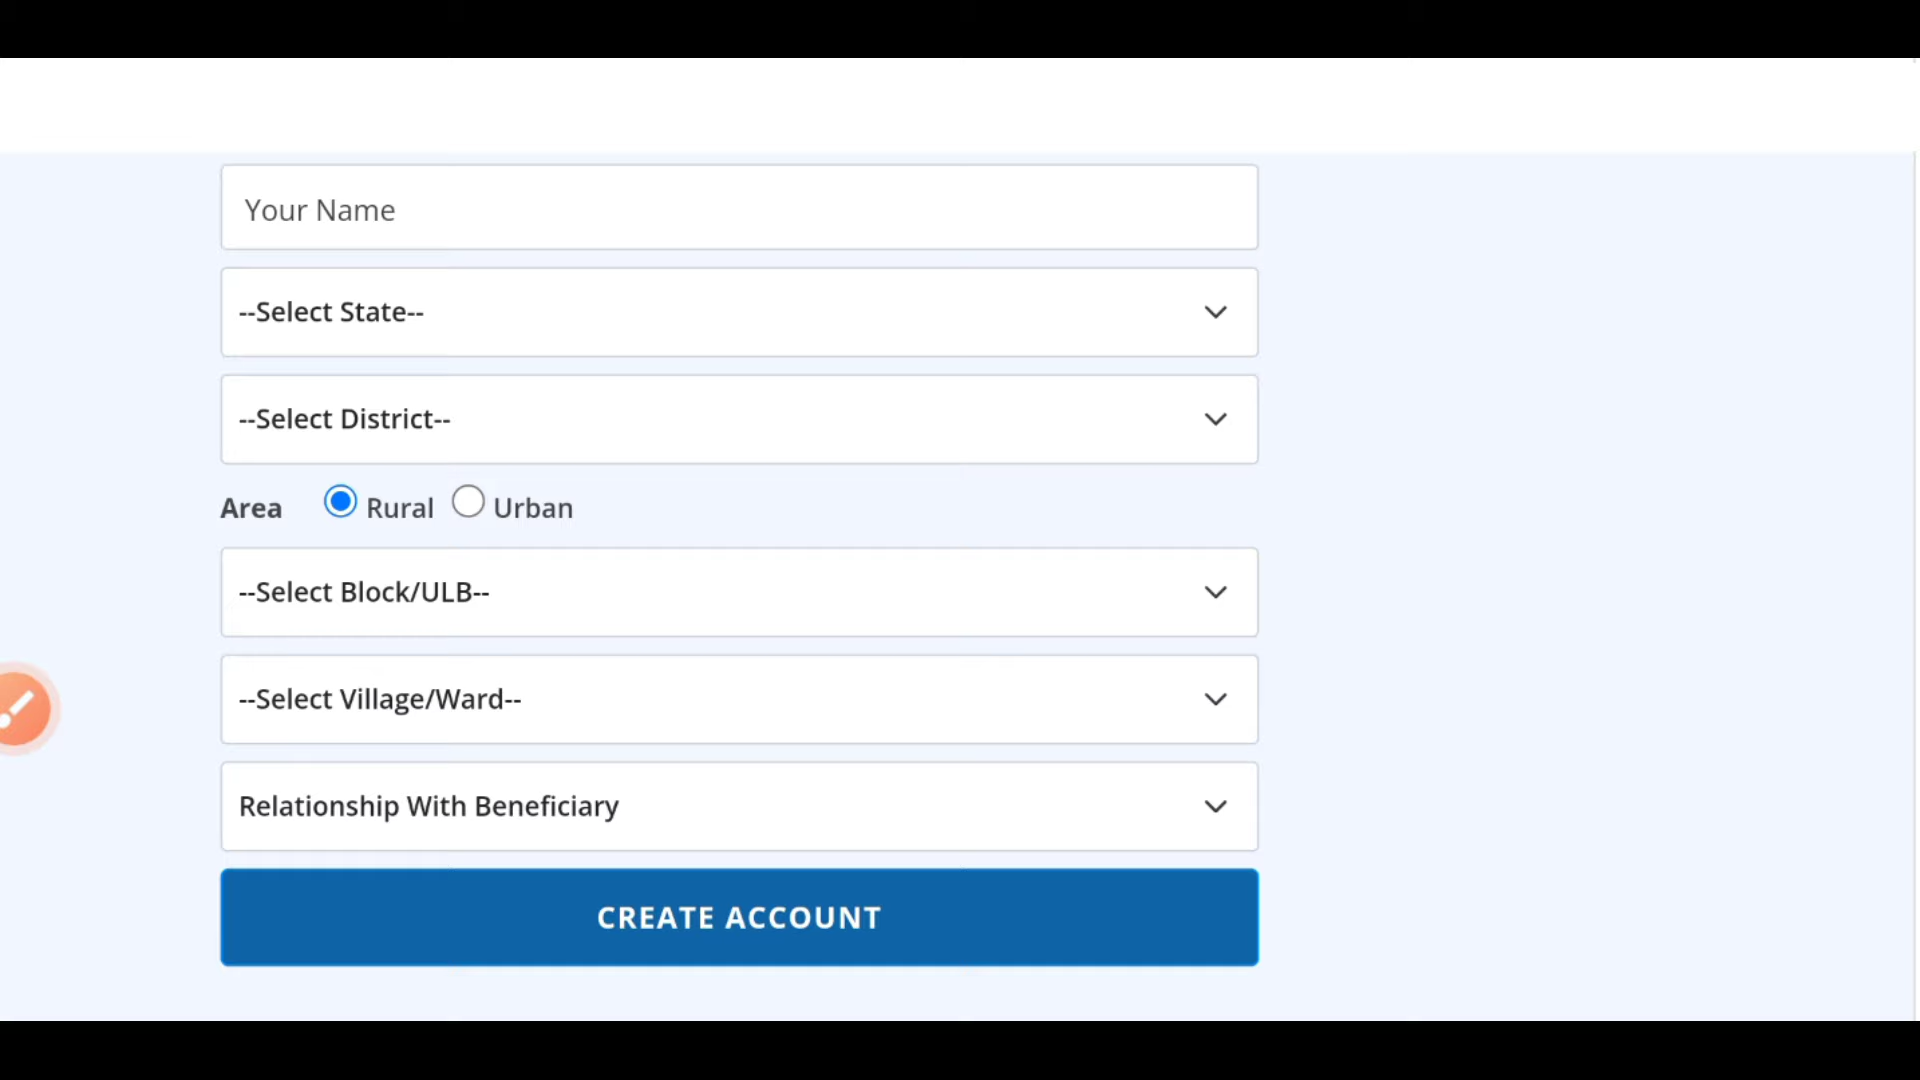 Your Name
--Select State--
--Select District--
Area Rural Urban
--Select Block/ULB--
--Select Village/Ward--
Relationship With Beneficiary
CREATE ACCOUNT